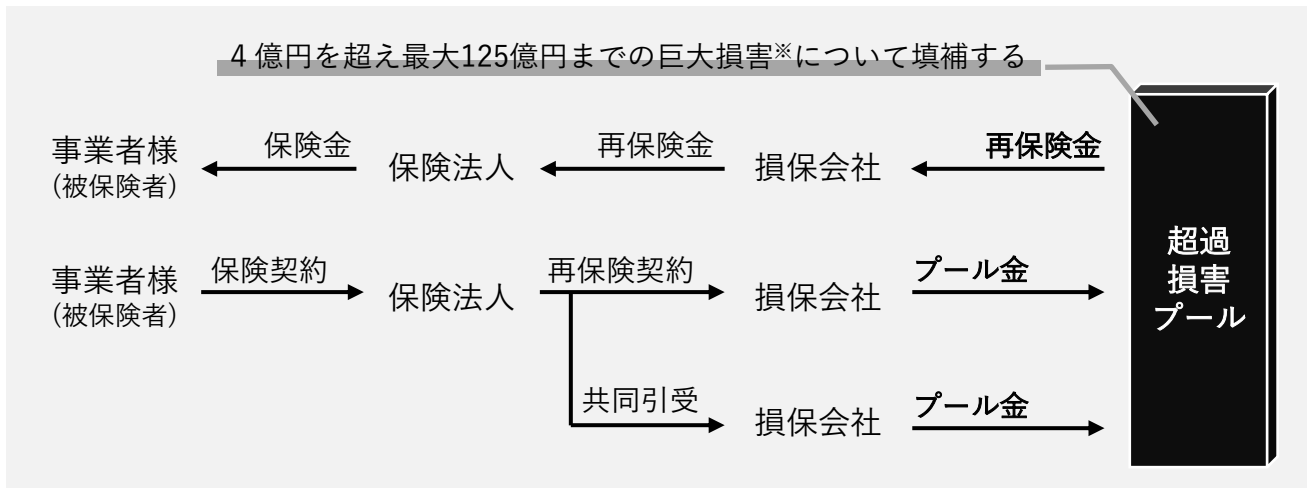 ４億円を超え最大125億円までの巨大損害※について填補する
事業者様
(被保険者)
保険金
保険法人
再保険金
損保会社
再保険金
事業者様
(被保険者)
保険契約
保険法人
再保険契約
損保会社
プール金
共同引受
損保会社
プール金
超過
損害
プール